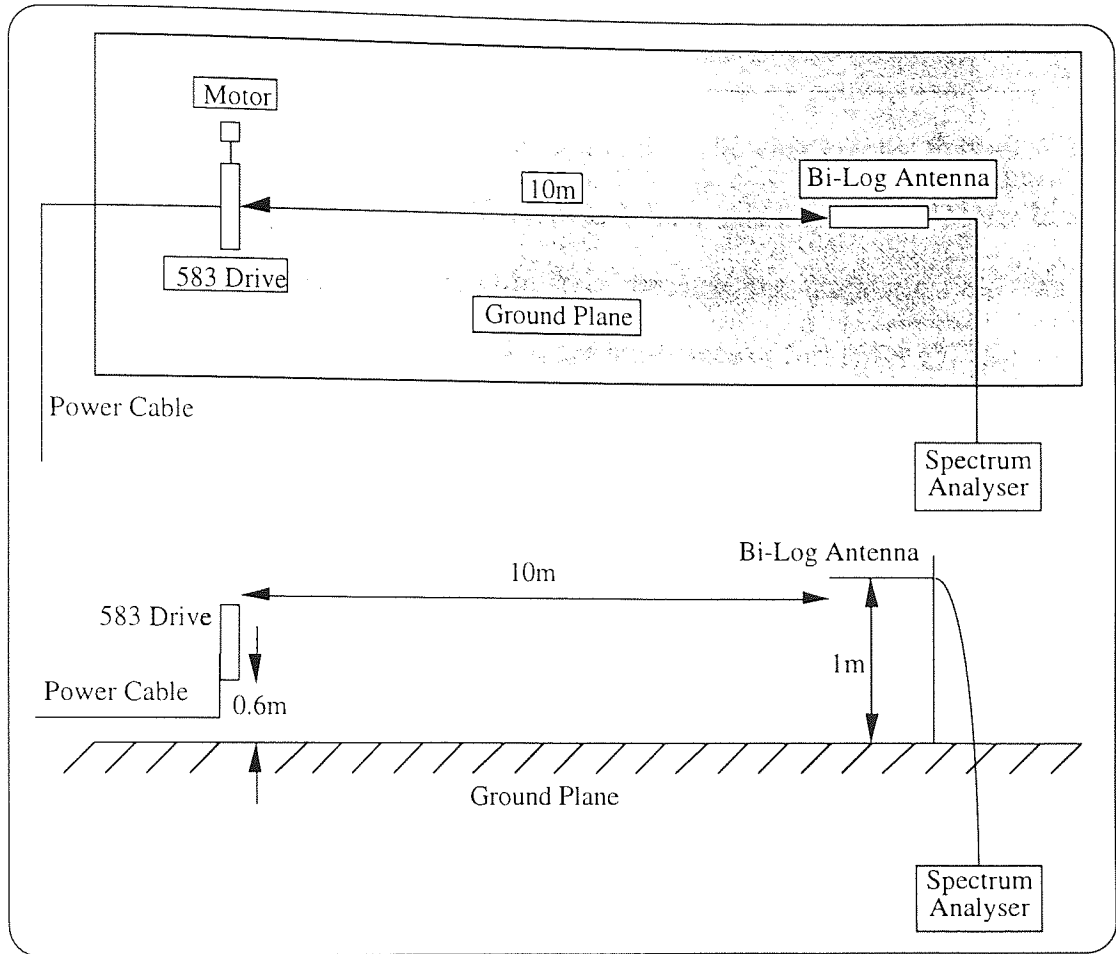 Motor
10m
Bi-Log Antenna
583 Drive
Ground Plane
Power Cable
Spectrum
Analyser
Bi-Log Antenna
10m
583 Drive
1m
Power Cable
0.6m
Ground Plane
Spectrum
Analyser